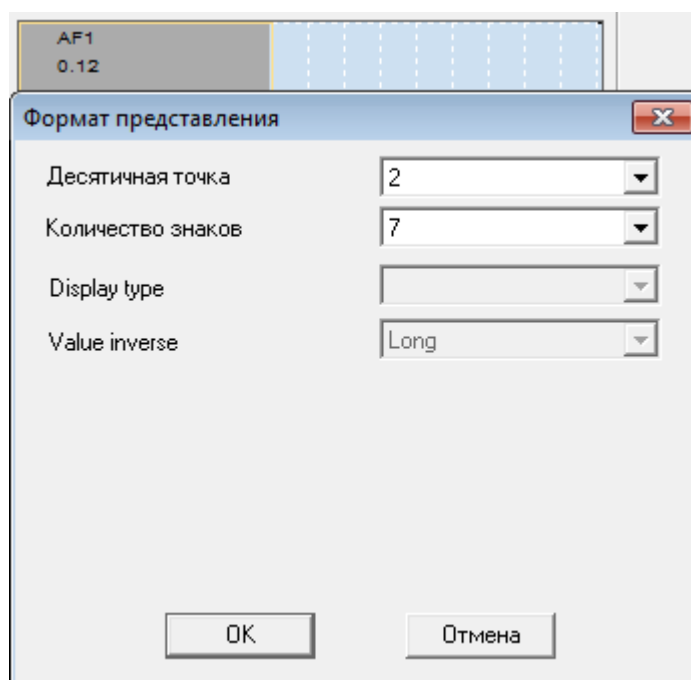 AF1
0.12
Формат представления
Десятичная точка 2
Количество знаков 7
Display type
Value inverse Long
OK Отмена